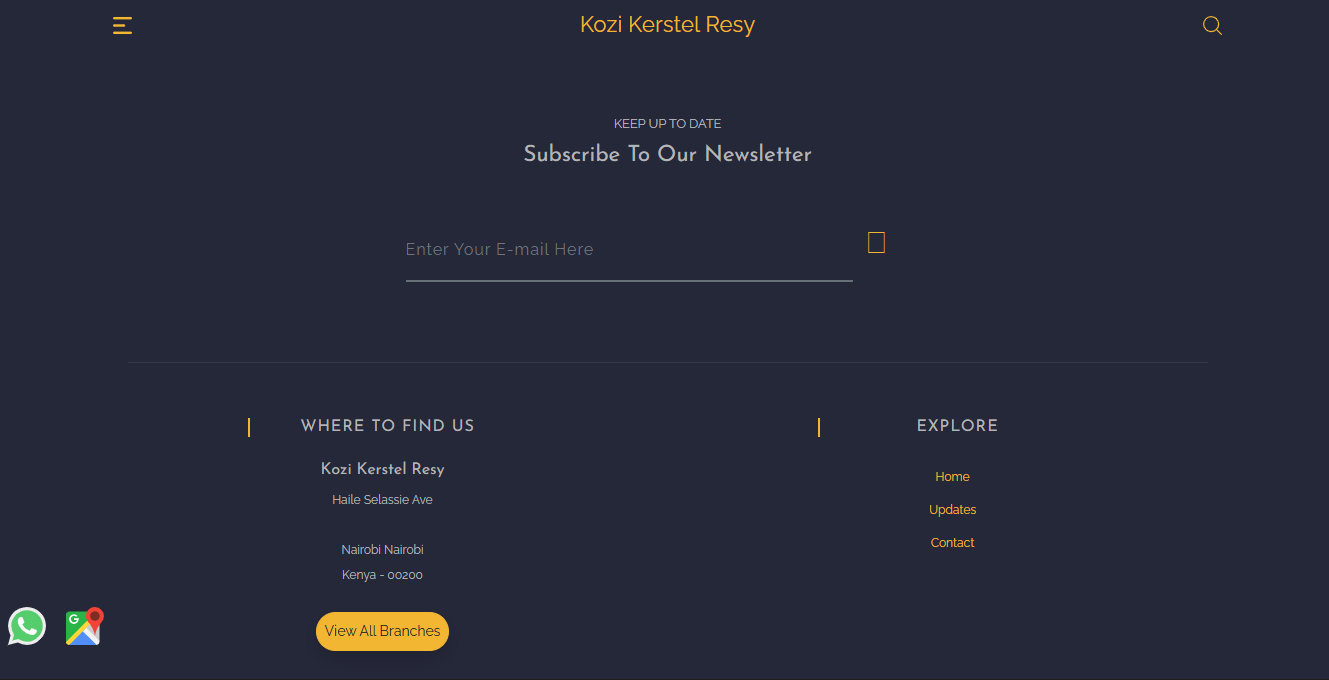 Kozi Kerstel Resy
KEEP UP TO DATE
Subscribe To Our Newsletter
Enter Your E-mail Here
WHERE TO FIND US
Kozi Kerstel Resy
Haile Selassie Ave
Nairobi Nairobi
Kenya - 00200
View All Branches
EXPLORE
Home
Updates
Contact
G